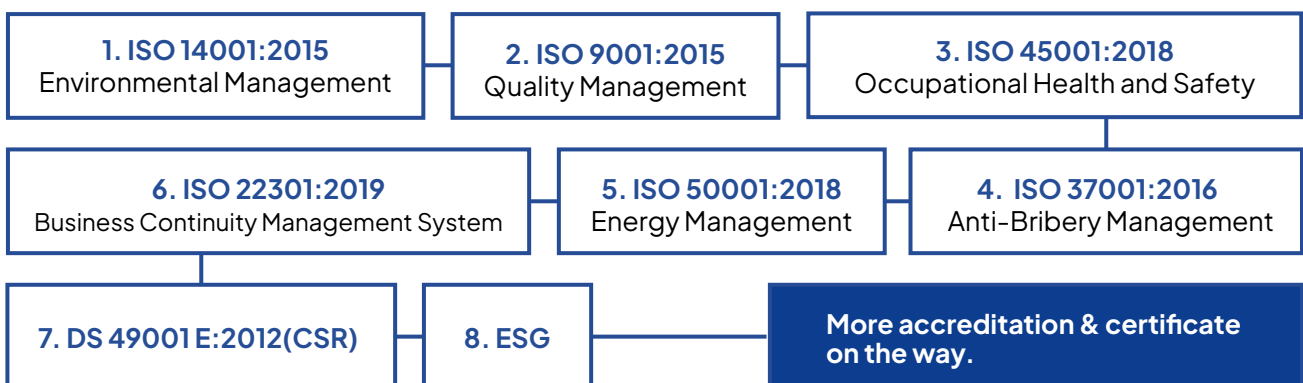 1. ISO 14001:2015
Environmental Management
2. ISO 9001:2015
Quality Management
3. ISO 45001:2018
Occupational Health and Safety
4. ISO 37001:2016
Anti-Bribery Management
5. ISO 50001:2018
Energy Management
6. ISO 22301:2019
Business Continuity Management System
7. DS 49001 E:2012(CSR)
8. ESG
More accreditation & certificate
on the way.